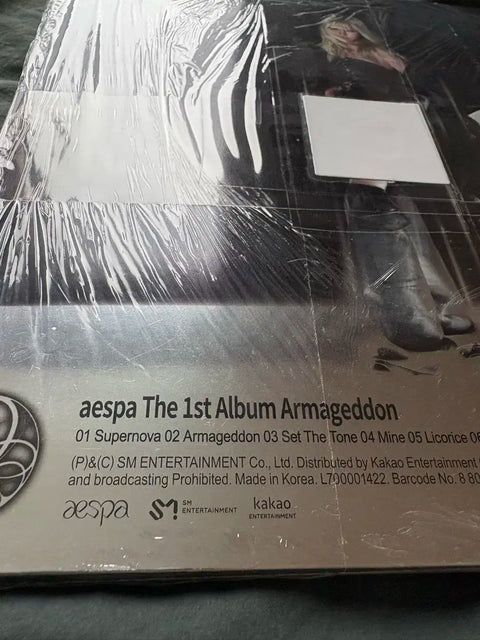 aespa The 1st Album Armageddon
01 Supernova 02 Armageddon 03 Set The Tone 04 Mine 05 Licorice 06
(P)&(C) SM ENTERTAINMENT Co., Ltd. Distributed by Kakao Entertainment
and broadcasting Prohibited. Made in Korea. L700001422. Barcode No. 8 80
aespa SM ENTERTAINMENT kakao ENTERTAINMENT